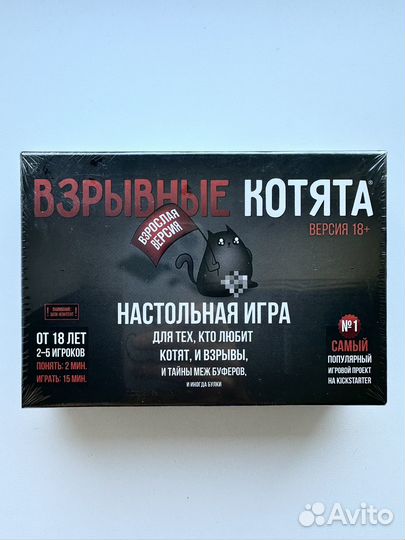 ВЗРЫВНЫЕ КОТЯТА®
ВЕРСИЯ 18+
ВЗРОСЛАЯ
ВЕРСИЯ
НАСТОЛЬНАЯ ИГРА
ДЛЯ ТЕХ, КТО ЛЮБИТ
КОТЯТ, И ВЗРЫВЫ,
И ТАЙНЫ МЕЖ БУФЕРОВ,
И ИНОГДА БУЯКИ
ОТ 18 ЛЕТ
2–5 ИГРОКОВ
ПОНЯТЬ: 2 МИН.
ИГРАТЬ: 15 МИН.
№1
САМЫЙ
ПОПУЛЯРНЫЙ
ИГРОВОЙ ПРОЕКТ
НА KICKSTARTER
Avito